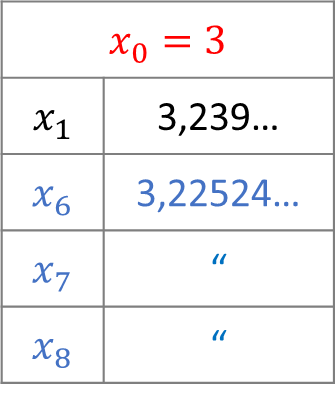 x₀ = 3
x₁ 3,239...
x₆ 3,22524...
x₇ “
x₈ “